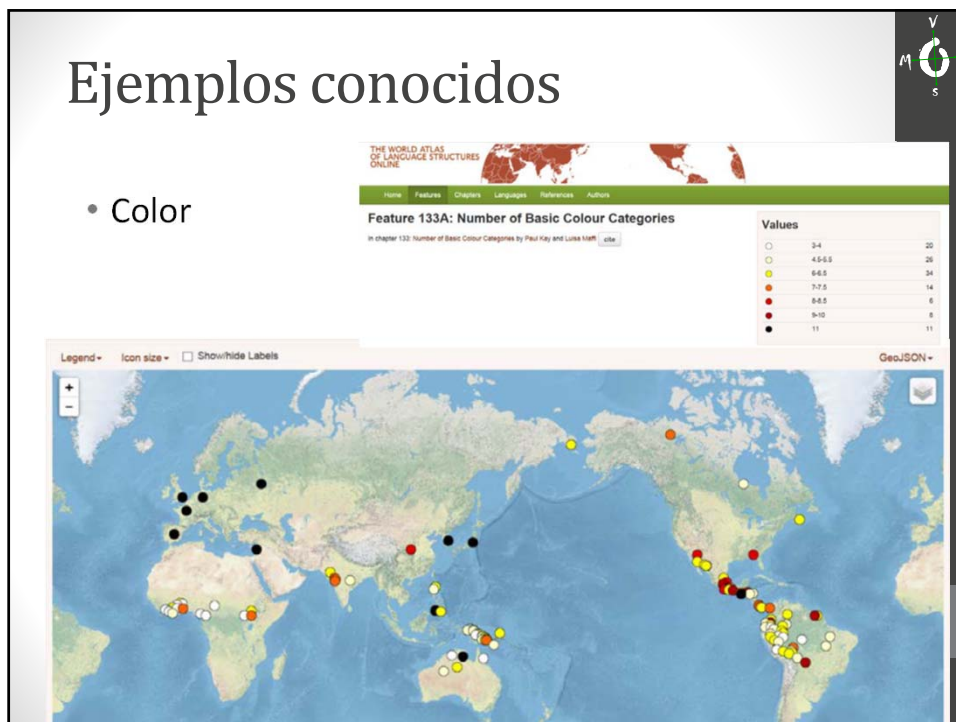 Ejemplos conocidos
V
M
S
• Color
THE WORLD ATLAS
OF LANGUAGE STRUCTURES
ONLINE
Home Features Chapters Languages References Authors
Feature 133A: Number of Basic Colour Categories
In chapter 133: Number of Basic Colour Categories by Paul Kay and Luisa Maffi cite
Values
3-4 20
4.5-5.5 26
6-6.5 34
7-7.5 14
8-8.5 6
9-10 8
11 11
Legend Icon size Show/hide Labels GeoJSON
+
−